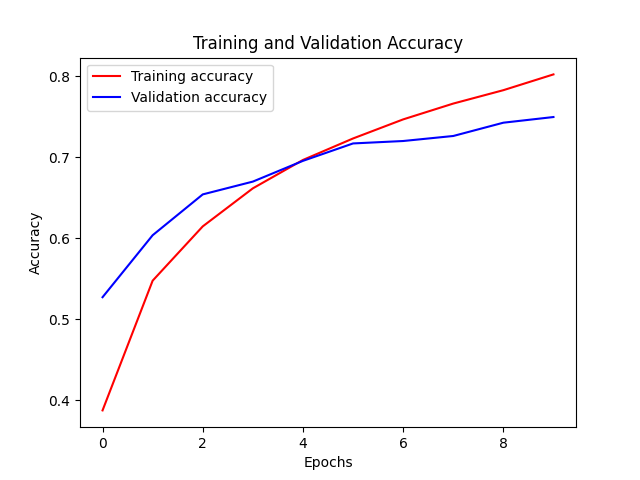 Training and Validation Accuracy
Training accuracy
Validation accuracy
0.8
0.7
0.6
0.5
0.4
Accuracy
0 2 4 6 8
Epochs